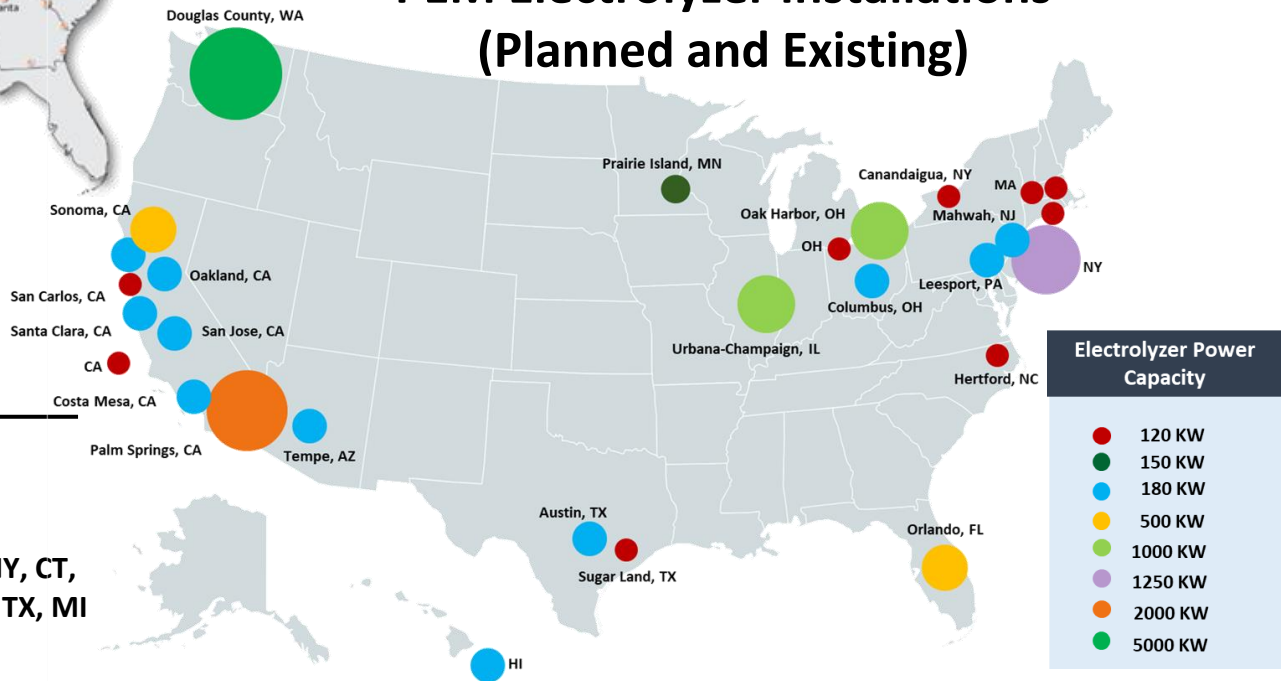 (Planned and Existing)
Douglas County, WA
Prairie Island, MN
Canandaigua, NY
MA
Sonoma, CA
Oak Harbor, OH
Mahwah, NJ
OH
Oakland, CA
NY
San Carlos, CA
Leesport, PA
Columbus, OH
Santa Clara, CA
San Jose, CA
Urbana-Champaign, IL
CA
Hertford, NC
Costa Mesa, CA
Palm Springs, CA
Tempe, AZ
Austin, TX
Sugar Land, TX
Orlando, FL
HI
CT,
TX, MI
Electrolyzer Power
Capacity
120 KW
150 KW
180 KW
500 KW
1000 KW
1250 KW
2000 KW
5000 KW